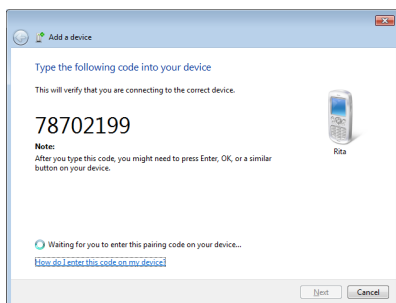 Add a device
Type the following code into your device
This will verify that you are connecting to the correct device.
78702199
Note:
After you type this code, you might need to press Enter, OK, or a similar
button on your device.
Rita
Waiting for you to enter this pairing code on your device...
How do I enter this code on my device?
Next Cancel